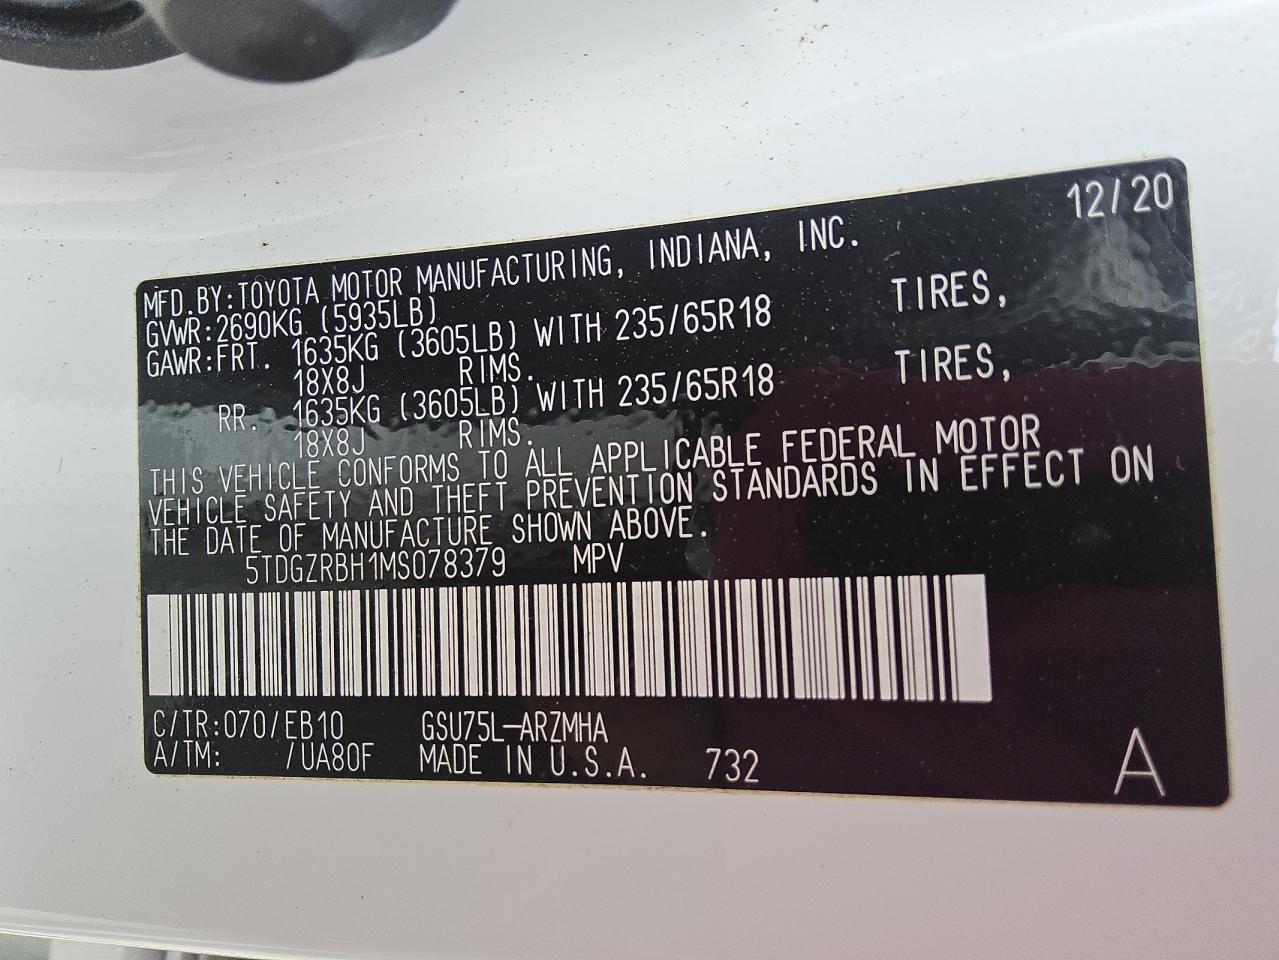 12/20
MFD.BY:TOYOTA MOTOR MANUFACTURING, INDIANA, INC.
GVWR:2690KG (5935LB)
GAWR:FRT. 1635KG (3605LB) WITH 235/65R18 TIRES,
18X8J RIMS.
RR. 1635KG (3605LB) WITH 235/65R18 TIRES,
18X8J RIMS.
THIS VEHICLE CONFORMS TO ALL APPLICABLE FEDERAL MOTOR
VEHICLE SAFETY AND THEFT PREVENTION STANDARDS IN EFFECT ON
THE DATE OF MANUFACTURE SHOWN ABOVE.
5TDGZRBH1MS078379 MPV
C/TR:070/EB10 GSU75L-ARZMHA
A/TM: /UA80F MADE IN U.S.A. 732
A